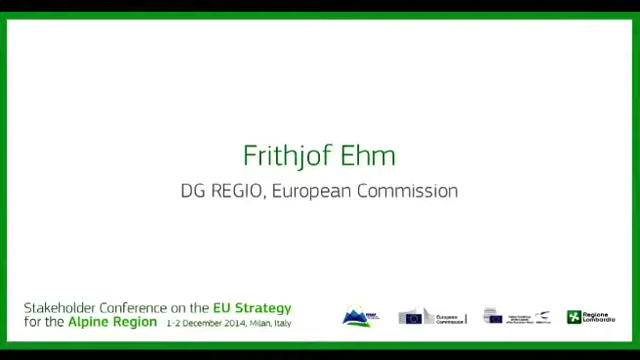 Frithjof Ehm
DG REGIO, European Commission
Stakeholder Conference on the EU Strategy
for the Alpine Region 1-2 December 2014, Milan, Italy
European
Commission
Regione
Lombardia